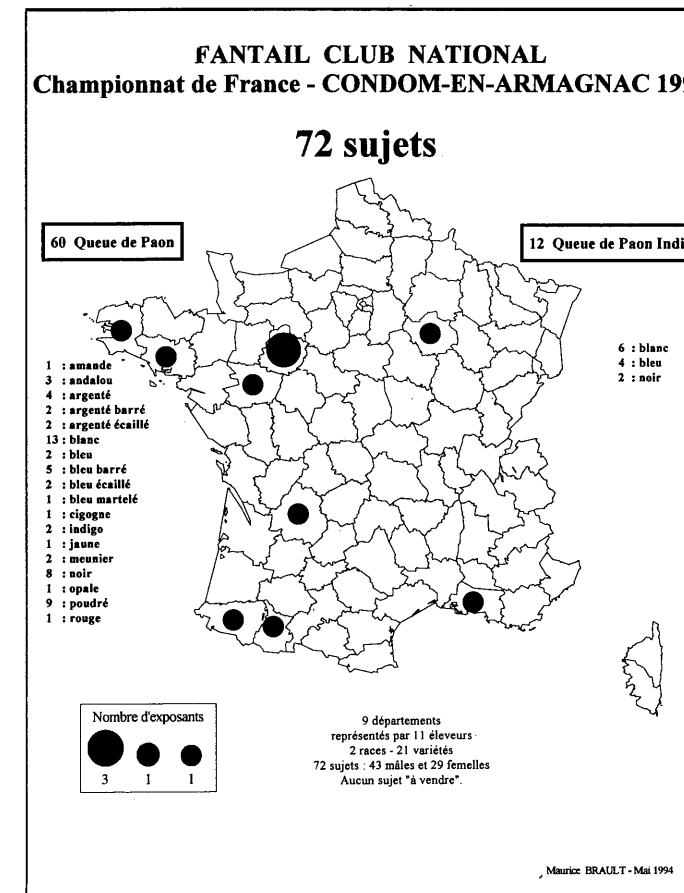 FANTAIL CLUB NATIONAL
Championnat de France - CONDOM-EN-ARMAGNAC
72 sujets
60 Queue de Paon
12 Queue de Paon
1 : amande
3 : andalou
4 : argenté
2 : argenté barré
2 : argenté écaillé
13 : blanc
2 : bleu
5 : bleu barré
2 : bleu écaillé
1 : bleu martelé
1 : cigogne
2 : indigo
1 : jaune
2 : meunier
8 : noir
1 : opale
9 : poudré
1 : rouge
6 : blanc
4 : bleu
2 : noir
Nombre d'exposants
3 1 1
9 départements
représentés par 11 éleveurs
2 races - 21 variétés
72 sujets : 43 mâles et 29 femelles
Aucun sujet "à vendre".
Maurice BRAULT - Mai 1994